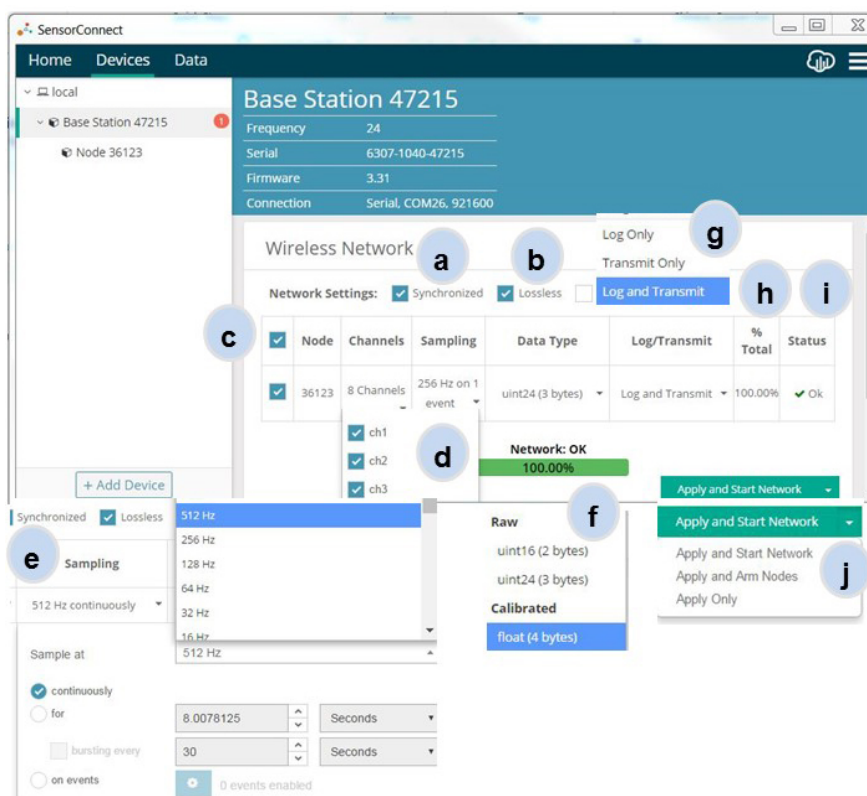 SensorConnect
Home Devices Data
local
Base Station 47215 1
Node 36123
+ Add Device
Base Station 47215
Frequency 24
Serial 6307-1040-47215
Firmware 3.31
Connection Serial, COM26, 921600
Wireless Network
a
b
g
h
i
Log Only
Transmit Only
Log and Transmit
Network Settings: Synchronized Lossless
c
Node Channels Sampling Data Type Log/Transmit % Total Status
36123 8 Channels 256 Hz on 1 event uint24 (3 bytes) Log and Transmit 100.00% Ok
ch1
ch2
ch3
d
Network: OK
100.00%
Apply and Start Network
Synchronized Lossless
e
Sampling
512 Hz continuously
512 Hz
256 Hz
128 Hz
64 Hz
32 Hz
16 Hz
Sample at 512 Hz
continuously
for 8.0078125 Seconds
bursting every 30 Seconds
on events 0 events enabled
f
Raw
uint16 (2 bytes)
uint24 (3 bytes)
Calibrated
float (4 bytes)
Apply and Start Network
Apply and Start Network
Apply and Arm Nodes
Apply Only
j